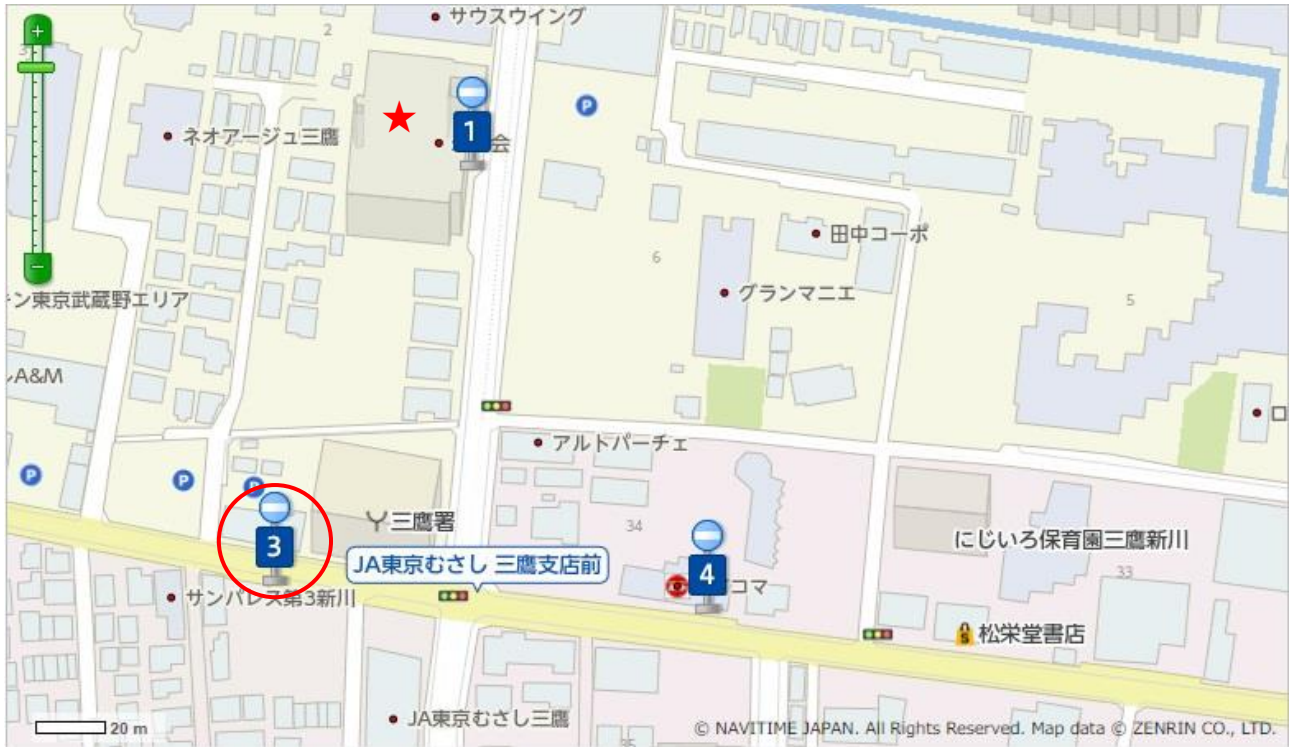 サウスウイング
2
3
ネオアージュ三鷹
1
会
P
田中コーポ
6
グランマニエ
5
ン東京武蔵野エリア
A&M
アルトパーチェ
P
P
P
三鷹署
34
3
JA東京むさし 三鷹支店前
4
コマ
にじいろ保育園三鷹新川
33
サンパレス第3新川
松栄堂書店
JA東京むさし三鷹
20 m
© NAVITIME JAPAN. All Rights Reserved. Map data © ZENRIN CO., LTD.